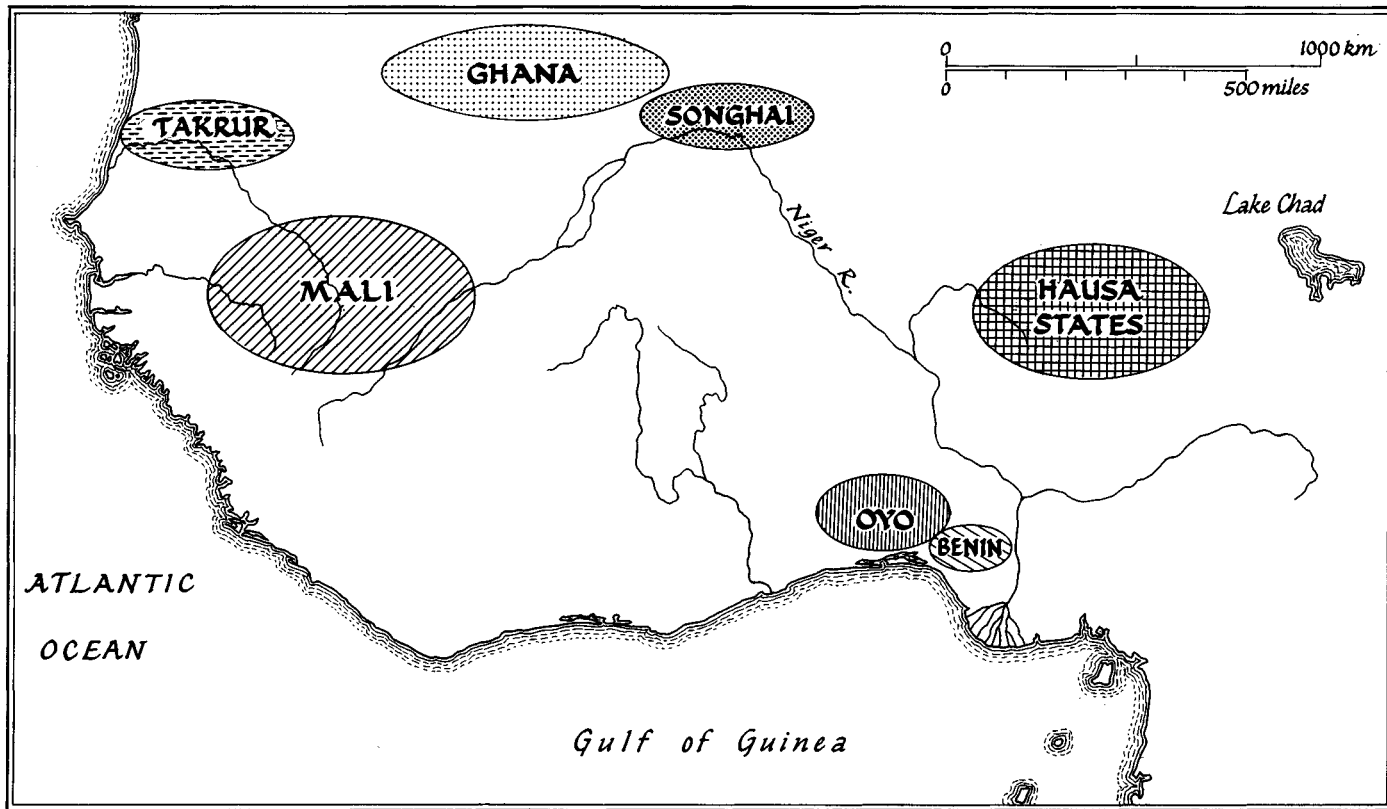 0 1000 km
0 500 miles
GHANA
SONGHAI
TAKRUR
Lake Chad
Niger R.
MALI
HAUSA
STATES
OYO
BENIN
ATLANTIC
OCEAN
Gulf of Guinea